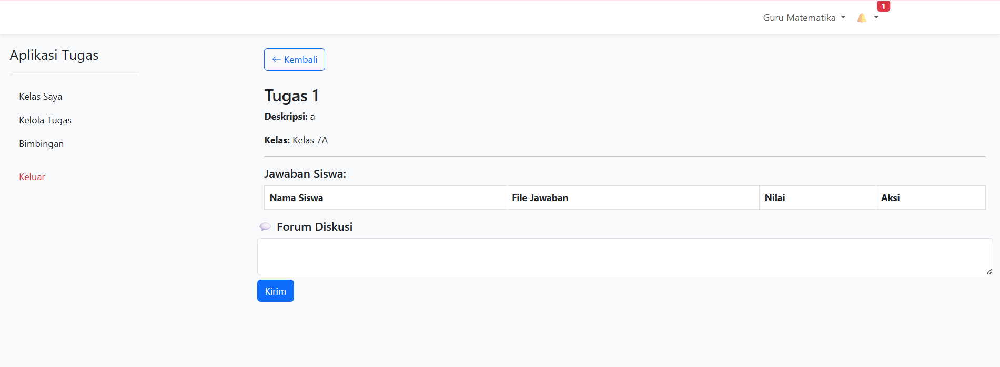 Guru Matematika
1
Aplikasi Tugas
Kelas Saya
Kelola Tugas
Bimbingan
Keluar
← Kembali
Tugas 1
Deskripsi: a
Kelas: Kelas 7A
Jawaban Siswa:
Nama Siswa File Jawaban Nilai Aksi
Forum Diskusi
Kirim